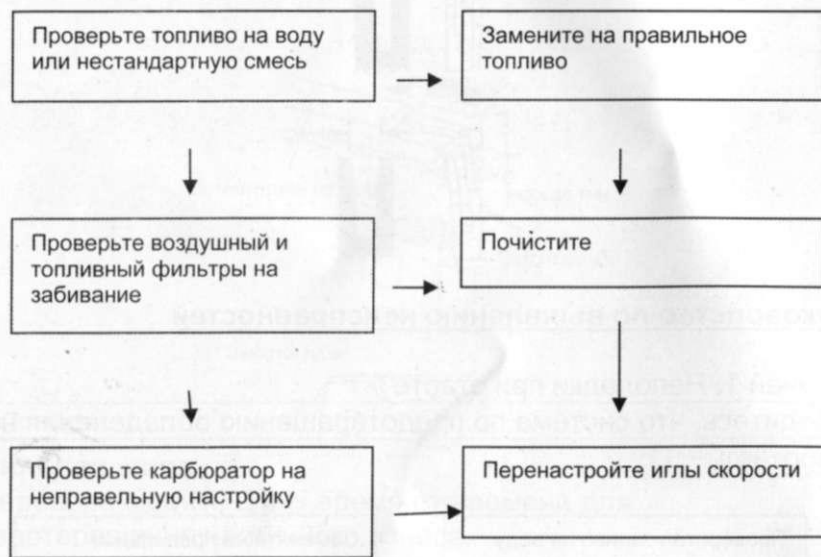 Проверьте топливо на воду
или нестандартную смесь
Замените на правильное
топливо
Проверьте воздушный и
топливный фильтры на
забивание
Почистите
Проверьте карбюратор на
неправельную настройку
Перенастройте иглы скорости